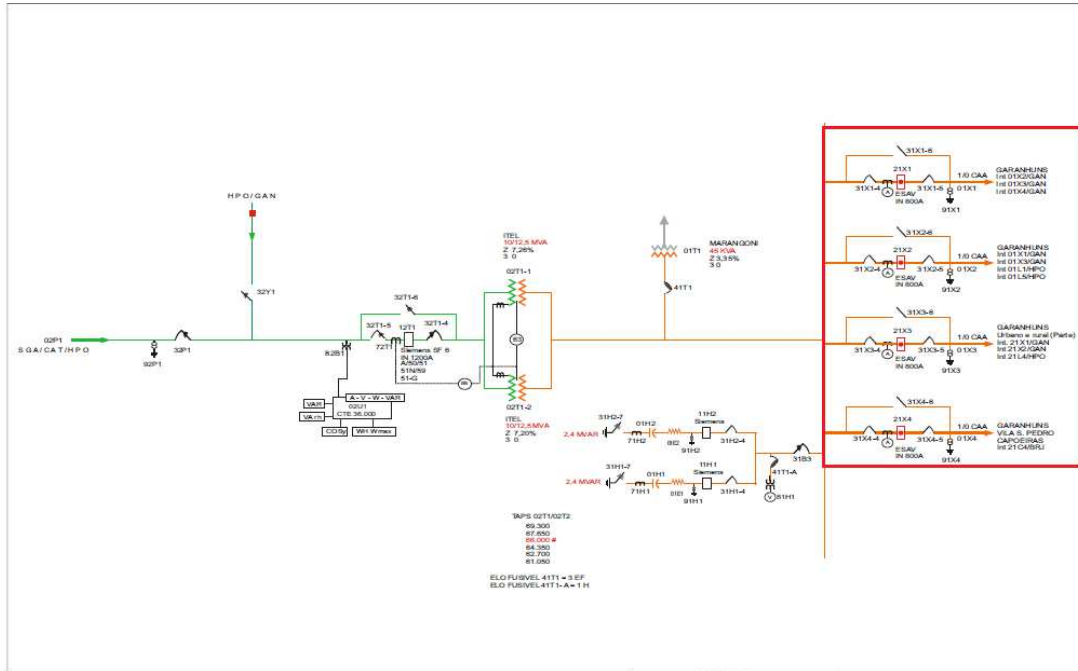 HPO/GAN
32Y1
02P1
SGA/CAT/HPO
92P1
32P1
82B1
A - V - W - VAR
VAR
02U1
VArh
CTE 36.000
WH Wmax
32T1-6
32T1-5
12T1
32T1-4
72T1
Siemens SF 6
IN 1200A
A/50/51
51N/59
51-G
ITEL
10/12,5 MVA
Z 7,26%
3 0
02T1-1
63
02T1-2
ITEL
10/12,5 MVA
Z 7,20%
3 0
TAPS 02T1/02T2
69.300
67.650
66.000 #
64.350
62.700
61.050
ELO FUSIVEL 41T1 = 3 EF
ELO FUSIVEL 41T1-A = 1 H
01T1
MARANGONI
45 KVA
Z 3,35%
3 0
41T1
31H2-7
01H2
11H2
Siemens
2,4 MVAR
71H2
91H2
31H2-4
31H1-7
01H1
11H1
Siemens
2,4 MVAR
71H1
91H1
31H1-4
31B3
41T1-A
V
81H1
31X1-6
21X1
1/0 CAA
31X1-4
A
31X1-5
01X1
ESAV
IN 800A
91X1
GARANHUNS
Int 01X2/GAN
Int 01X3/GAN
Int 01X4/GAN
31X2-6
21X2
1/0 CAA
31X2-4
A
31X2-5
01X2
ESAV
IN 800A
91X2
GARANHUNS
Int 01X1/GAN
Int 01X3/GAN
Int 01L1/HPO
Int 01L5/HPO
31X3-6
21X3
1/0 CAA
31X3-4
A
31X3-5
01X3
ESAV
IN 800A
91X3
GARANHUNS
Urbano e rural (Parte)
Int. 21X1/GAN
Int 21X2/GAN
Int 21L4/HPO
31X4-6
21X4
1/0 CAA
31X4-4
A
31X4-5
01X4
ESAV
IN 800A
91X4
GARANHUNS
VILA S. PEDRO
CAPOEIRAS
Int 21C4/BRJ